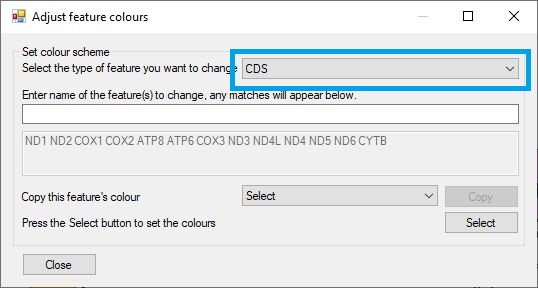 Adjust feature colours
Set colour scheme
Select the type of feature you want to change CDS
Enter name of the feature(s) to change, any matches will appear below.
ND1 ND2 COX1 COX2 ATP8 ATP6 COX3 ND3 ND4L ND4 ND5 ND6 CYTB
Copy this feature's colour Select Copy
Press the Select button to set the colours Select
Close